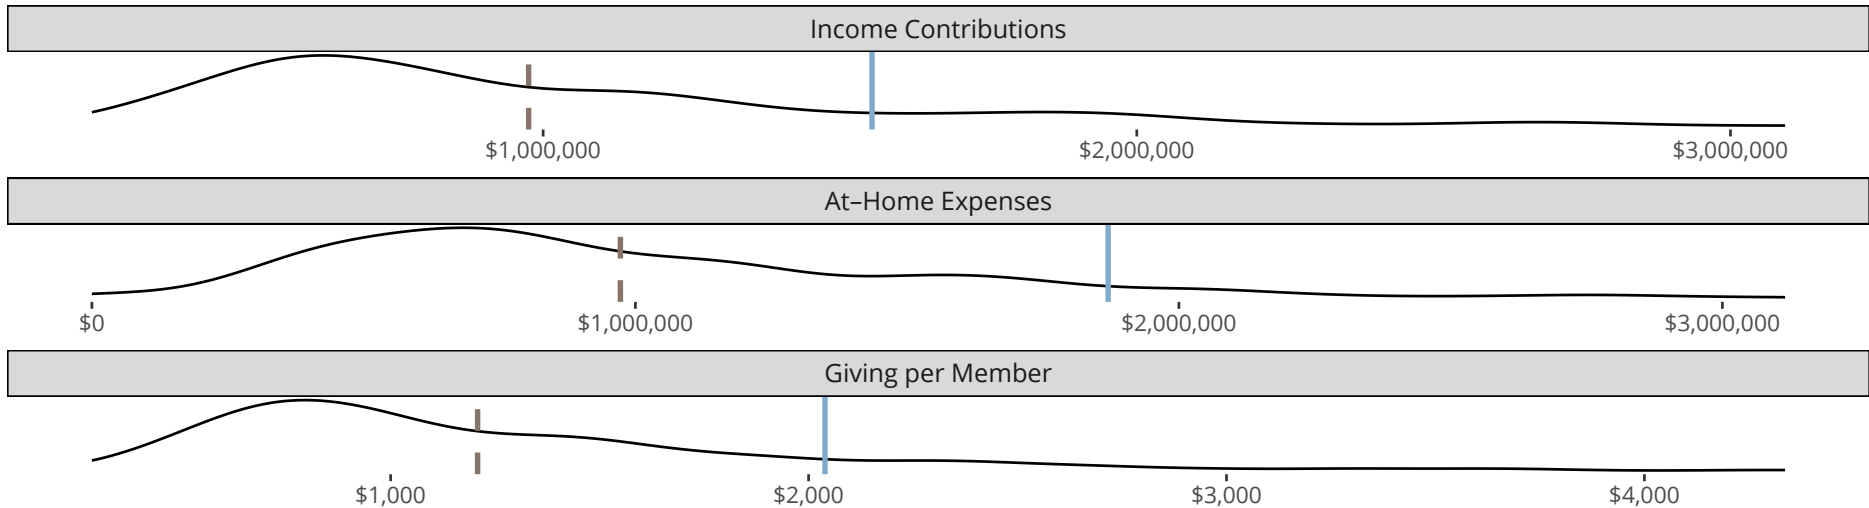 Income Contributions
$1,000,000 $2,000,000 $3,000,000
At–Home Expenses
$0 $1,000,000 $2,000,000 $3,000,000
Giving per Member
$1,000 $2,000 $3,000 $4,000